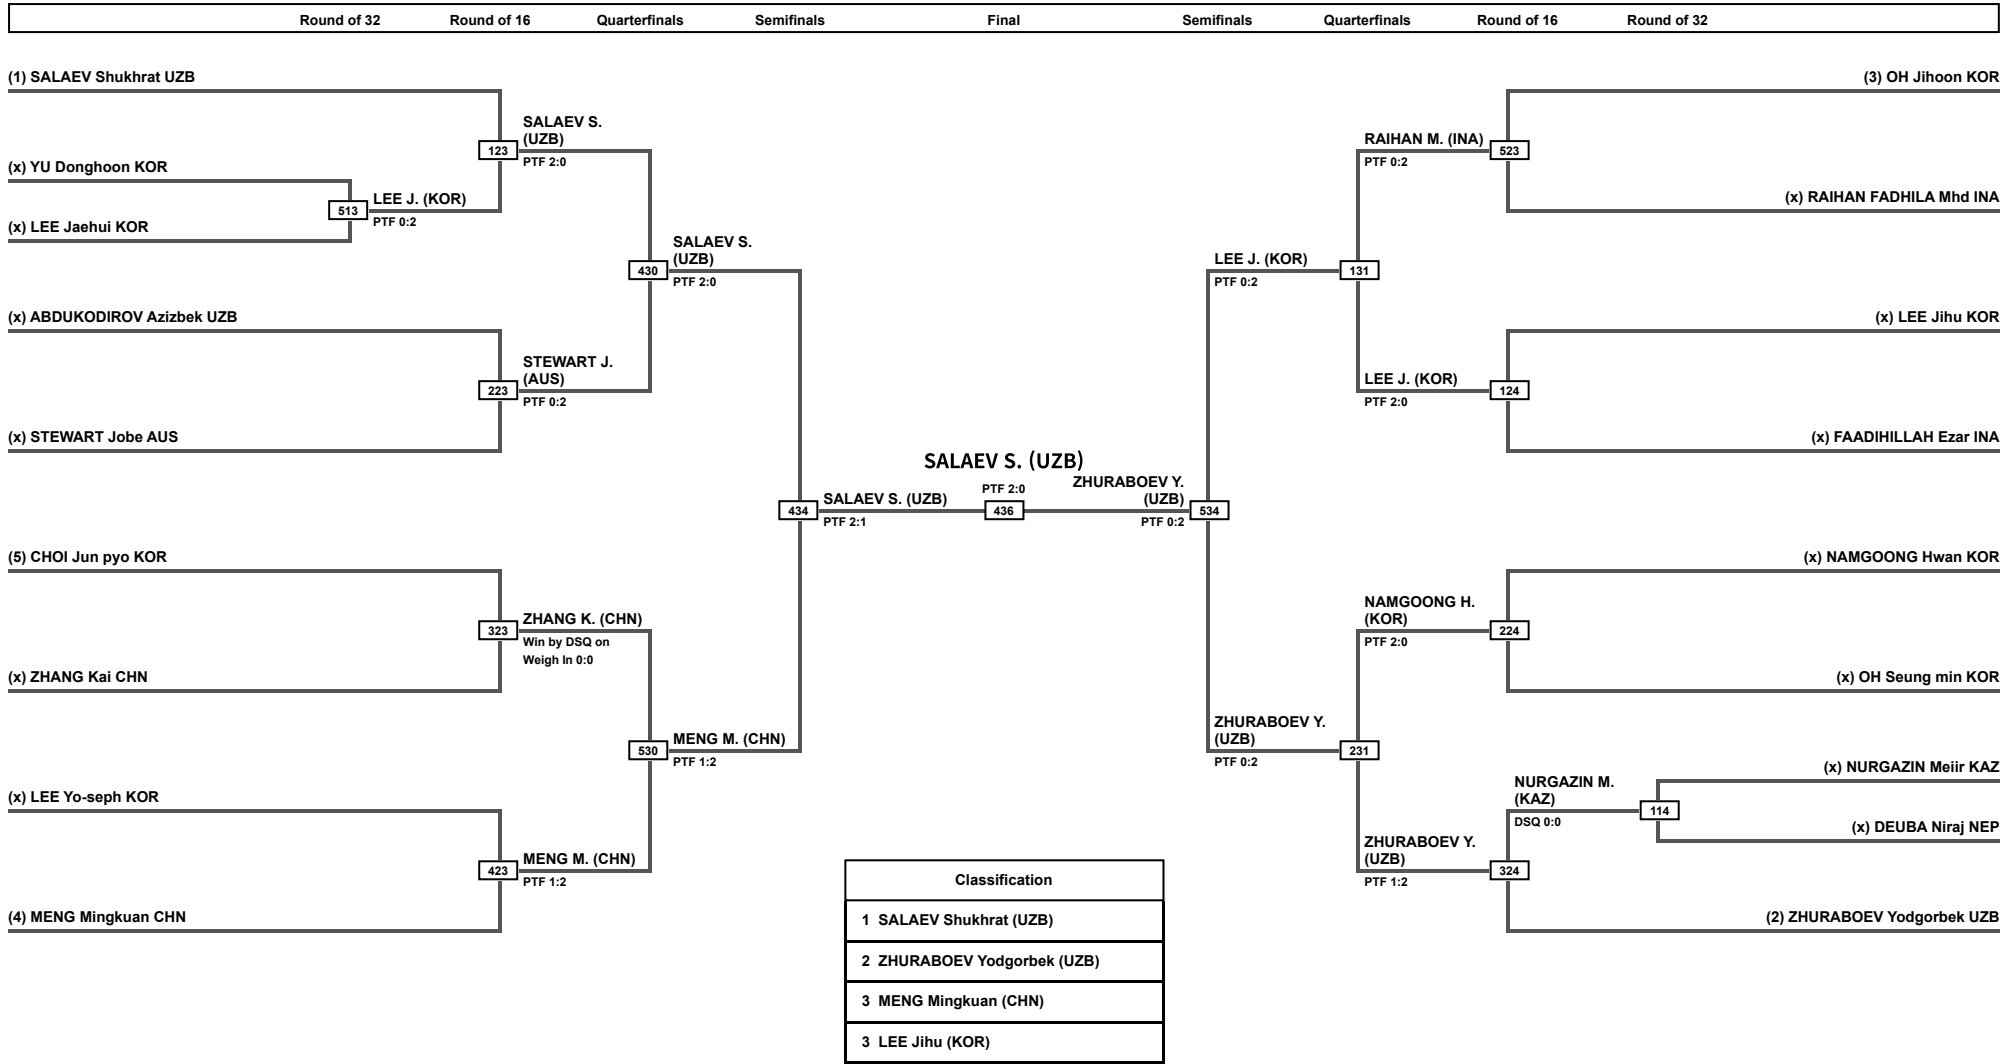 Round of 32 Round of 16 Quarterfinals Semifinals Final Semifinals Quarterfinals Round of 16 Round of 32
(1) SALAEV Shukhrat UZB
(x) YU Donghoon KOR
(x) LEE Jaehui KOR
(x) ABDUKODIROV Azizbek UZB
(x) STEWART Jobe AUS
(5) CHOI Jun pyo KOR
(x) ZHANG Kai CHN
(x) LEE Yo-seph KOR
(4) MENG Mingkuan CHN
513
LEE J. (KOR)
PTF 0:2
123
SALAEV S.
(UZB)
PTF 2:0
223
STEWART J.
(AUS)
PTF 0:2
323
ZHANG K. (CHN)
Win by DSQ on
Weigh In 0:0
423
MENG M. (CHN)
PTF 1:2
430
SALAEV S.
(UZB)
PTF 2:0
530
MENG M. (CHN)
PTF 1:2
434
SALAEV S. (UZB)
PTF 2:1
SALAEV S. (UZB)
PTF 2:0
436
ZHURABOEV Y.
(UZB)
PTF 0:2
534
LEE J. (KOR)
PTF 0:2
131
ZHURABOEV Y.
(UZB)
PTF 0:2
231
RAIHAN M. (INA)
PTF 0:2
523
LEE J. (KOR)
PTF 2:0
124
NAMGOONG H.
(KOR)
PTF 2:0
224
ZHURABOEV Y.
(UZB)
PTF 1:2
324
NURGAZIN M.
(KAZ)
DSQ 0:0
114
(3) OH Jihoon KOR
(x) RAIHAN FADHILA Mhd INA
(x) LEE Jihu KOR
(x) FAADIHILLAH Ezar INA
(x) NAMGOONG Hwan KOR
(x) OH Seung min KOR
(x) NURGAZIN Meiir KAZ
(x) DEUBA Niraj NEP
(2) ZHURABOEV Yodgorbek UZB
Classification
1 SALAEV Shukhrat (UZB)
2 ZHURABOEV Yodgorbek (UZB)
3 MENG Mingkuan (CHN)
3 LEE Jihu (KOR)